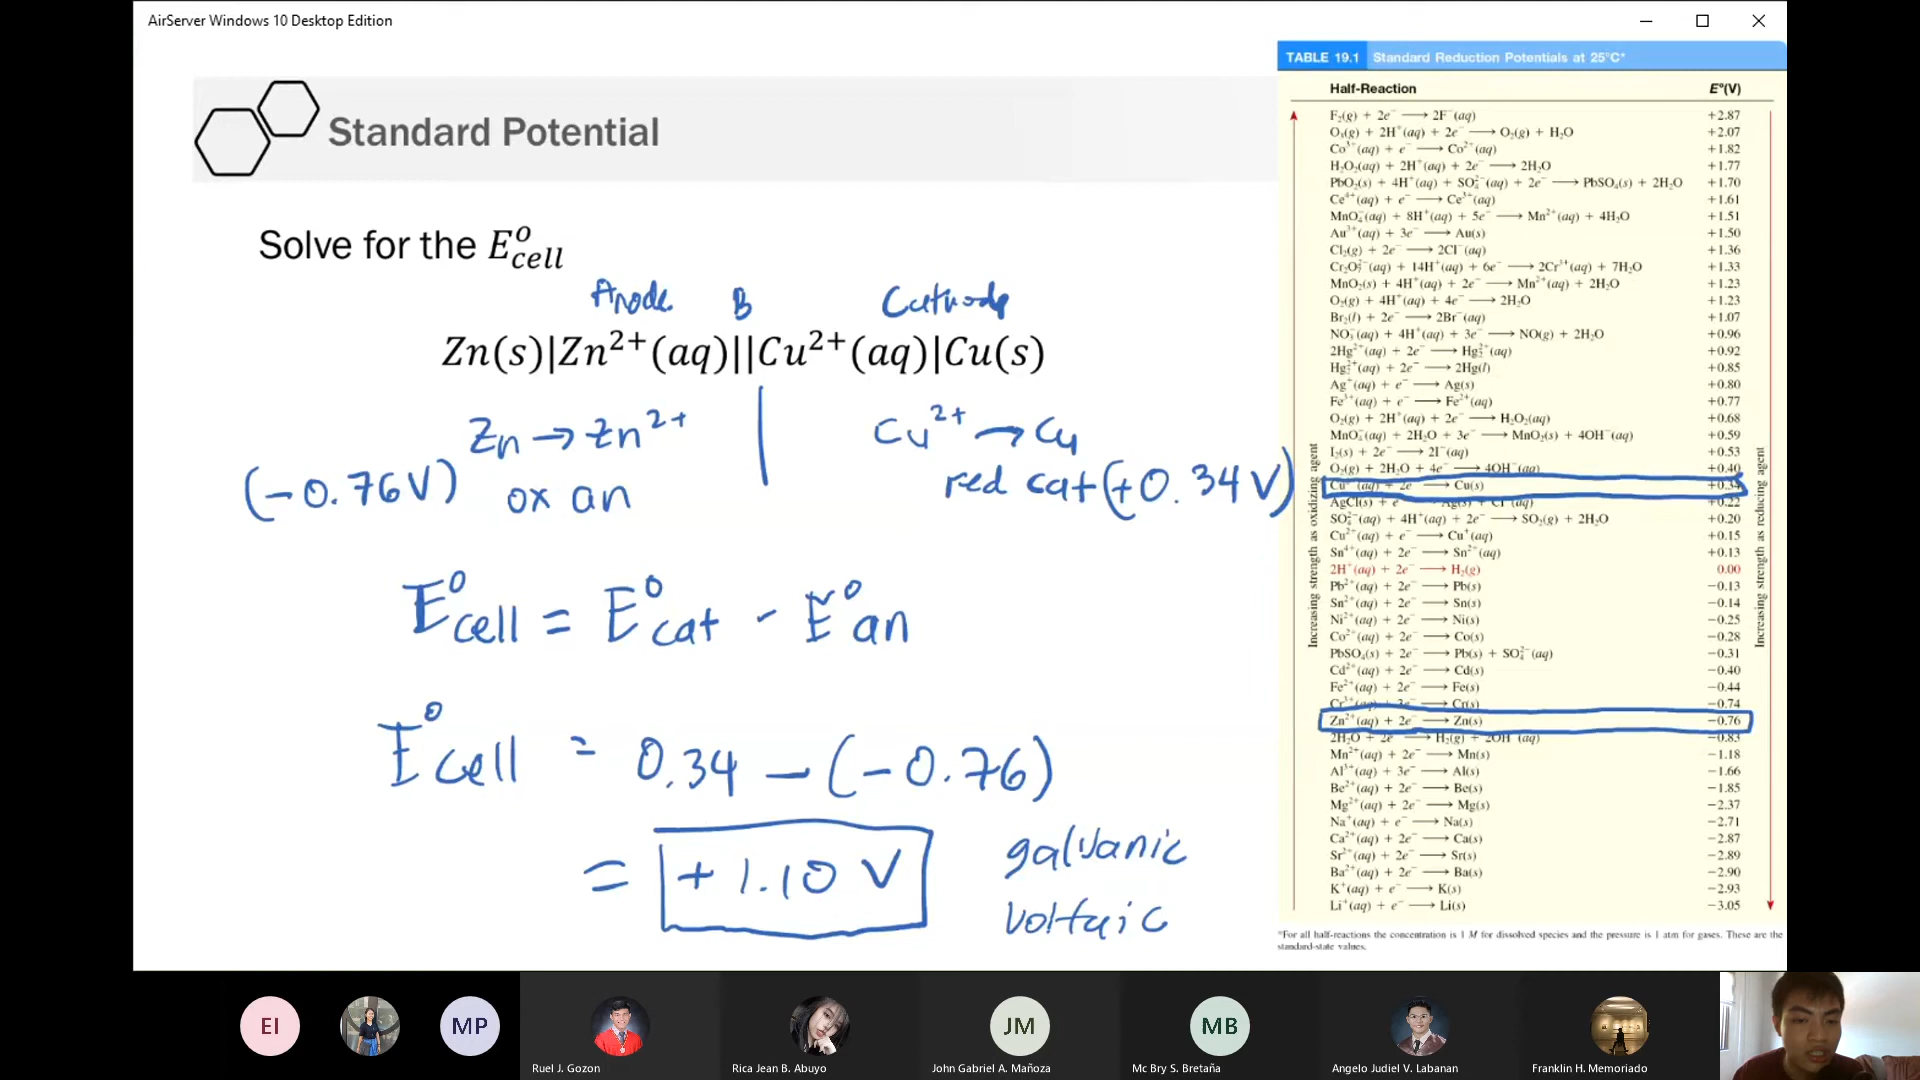 AirServer Windows 10 Desktop Edition
Standard Potential
Solve for the E°cell
Anode B Cathode
Zn(s)|Zn²⁺(aq)||Cu²⁺(aq)|Cu(s)
Zn → Zn²⁺ Cu²⁺ → Cu
(-0.76V) ox an red cat (+0.34V)
E°cell = E°cat - E°an
E°cell = 0.34 - (-0.76)
= +1.10 V
galvanic
voltaic
TABLE 19.1 Standard Reduction Potentials at 25°C*
Half-Reaction E°(V)
F₂(g) + 2e⁻ ⟶ 2F⁻(aq) +2.87
O₃(g) + 2H⁺(aq) + 2e⁻ ⟶ O₂(g) + H₂O +2.07
Co³⁺(aq) + e⁻ ⟶ Co²⁺(aq) +1.82
H₂O₂(aq) + 2H⁺(aq) + 2e⁻ ⟶ 2H₂O +1.77
PbO₂(s) + 4H⁺(aq) + SO₄²⁻(aq) + 2e⁻ ⟶ PbSO₄(s) + 2H₂O +1.70
Ce⁴⁺(aq) + e⁻ ⟶ Ce³⁺(aq) +1.61
MnO₄⁻(aq) + 8H⁺(aq) + 5e⁻ ⟶ Mn²⁺(aq) + 4H₂O +1.51
Au³⁺(aq) + 3e⁻ ⟶ Au(s) +1.50
Cl₂(g) + 2e⁻ ⟶ 2Cl⁻(aq) +1.36
Cr₂O₇²⁻(aq) + 14H⁺(aq) + 6e⁻ ⟶ 2Cr³⁺(aq) + 7H₂O +1.33
MnO₂(s) + 4H⁺(aq) + 2e⁻ ⟶ Mn²⁺(aq) + 2H₂O +1.23
O₂(g) + 4H⁺(aq) + 4e⁻ ⟶ 2H₂O +1.23
Br₂(l) + 2e⁻ ⟶ 2Br⁻(aq) +1.07
NO₃⁻(aq) + 4H⁺(aq) + 3e⁻ ⟶ NO(g) + 2H₂O +0.96
2Hg²⁺(aq) + 2e⁻ ⟶ Hg₂²⁺(aq) +0.92
Hg₂²⁺(aq) + 2e⁻ ⟶ 2Hg(l) +0.85
Ag⁺(aq) + e⁻ ⟶ Ag(s) +0.80
Fe³⁺(aq) + e⁻ ⟶ Fe²⁺(aq) +0.77
O₂(g) + 2H⁺(aq) + 2e⁻ ⟶ H₂O₂(aq) +0.68
MnO₄⁻(aq) + 2H₂O + 3e⁻ ⟶ MnO₂(s) + 4OH⁻(aq) +0.59
I₂(s) + 2e⁻ ⟶ 2I⁻(aq) +0.53
O₂(g) + 2H₂O + 4e⁻ ⟶ 4OH⁻(aq) +0.40
Cu²⁺(aq) + 2e⁻ ⟶ Cu(s) +0.34
AgCl(s) + e⁻ ⟶ Ag(s) + Cl⁻(aq) +0.22
SO₄²⁻(aq) + 4H⁺(aq) + 2e⁻ ⟶ SO₂(g) + 2H₂O +0.20
Cu²⁺(aq) + e⁻ ⟶ Cu⁺(aq) +0.15
Sn⁴⁺(aq) + 2e⁻ ⟶ Sn²⁺(aq) +0.13
2H⁺(aq) + 2e⁻ ⟶ H₂(g) 0.00
Pb²⁺(aq) + 2e⁻ ⟶ Pb(s) −0.13
Sn²⁺(aq) + 2e⁻ ⟶ Sn(s) −0.14
Ni²⁺(aq) + 2e⁻ ⟶ Ni(s) −0.25
Co²⁺(aq) + 2e⁻ ⟶ Co(s) −0.28
PbSO₄(s) + 2e⁻ ⟶ Pb(s) + SO₄²⁻(aq) −0.31
Cd²⁺(aq) + 2e⁻ ⟶ Cd(s) −0.40
Fe²⁺(aq) + 2e⁻ ⟶ Fe(s) −0.44
Cr³⁺(aq) + 3e⁻ ⟶ Cr(s) −0.74
Zn²⁺(aq) + 2e⁻ ⟶ Zn(s) −0.76
2H₂O + 2e⁻ ⟶ H₂(g) + 2OH⁻(aq) −0.83
Mn²⁺(aq) + 2e⁻ ⟶ Mn(s) −1.18
Al³⁺(aq) + 3e⁻ ⟶ Al(s) −1.66
Be²⁺(aq) + 2e⁻ ⟶ Be(s) −1.85
Mg²⁺(aq) + 2e⁻ ⟶ Mg(s) −2.37
Na⁺(aq) + e⁻ ⟶ Na(s) −2.71
Ca²⁺(aq) + 2e⁻ ⟶ Ca(s) −2.87
Sr²⁺(aq) + 2e⁻ ⟶ Sr(s) −2.89
Ba²⁺(aq) + 2e⁻ ⟶ Ba(s) −2.90
K⁺(aq) + e⁻ ⟶ K(s) −2.93
Li⁺(aq) + e⁻ ⟶ Li(s) −3.05
Increasing strength as oxidizing agent
Increasing strength as reducing agent
*For all half-reactions the concentration is 1 M for dissolved species and the pressure is 1 atm for gases. These are the
standard-state values.
EI MP JM MB
Ruel J. Gozon Rica Jean B. Abuyo John Gabriel A. Mañoza Mc Bry S. Bretaña Angelo Judiel V. Labanan Franklin H. Memoriado